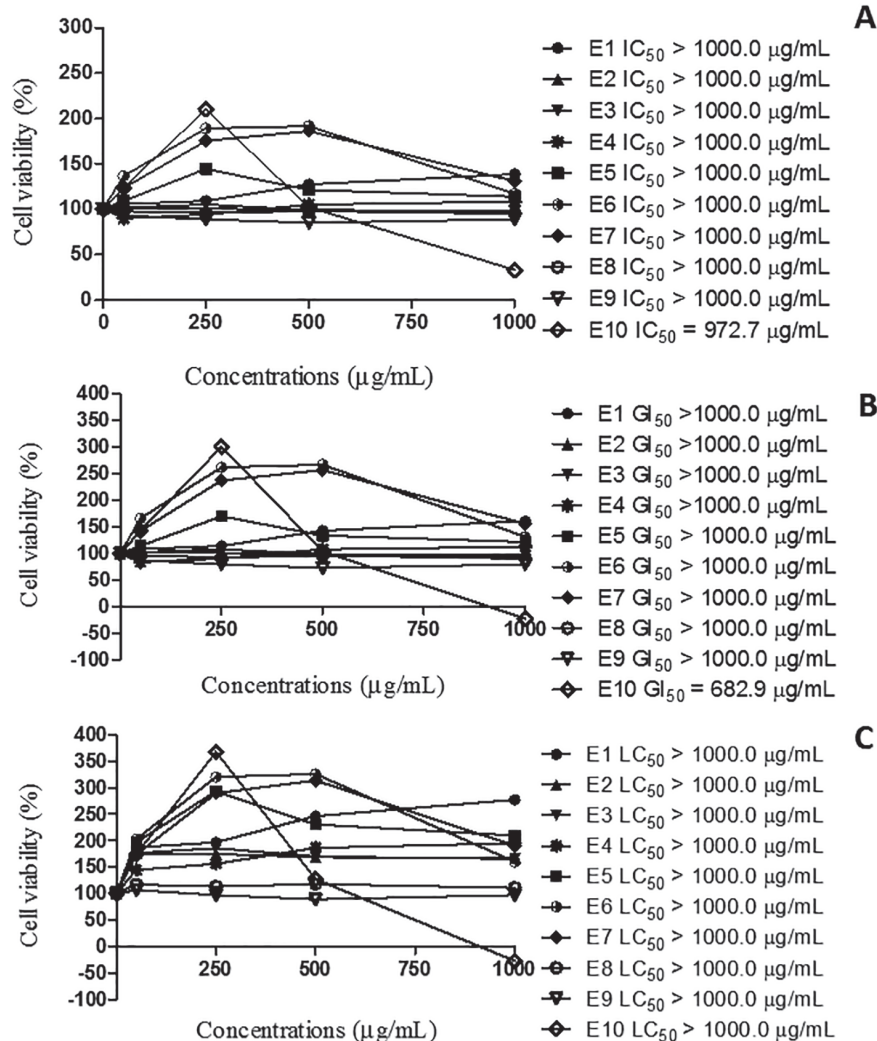 A
Cell viability (%)
300
250
200
150
100
50
0
0 250 500 750 1000
Concentrations (µg/mL)
E1 IC50 > 1000.0 µg/mL
E2 IC50 > 1000.0 µg/mL
E3 IC50 > 1000.0 µg/mL
E4 IC50 > 1000.0 µg/mL
E5 IC50 > 1000.0 µg/mL
E6 IC50 > 1000.0 µg/mL
E7 IC50 > 1000.0 µg/mL
E8 IC50 > 1000.0 µg/mL
E9 IC50 > 1000.0 µg/mL
E10 IC50 = 972.7 µg/mL
B
Cell viability (%)
400
350
300
250
200
150
100
50
0
-50
-100
250 500 750 1000
Concentrations (µg/mL)
E1 GI50 >1000.0 µg/mL
E2 GI50 > 1000.0 µg/mL
E3 GI50 > 1000.0 µg/mL
E4 GI50 > 1000.0 µg/mL
E5 GI50 > 1000.0 µg/mL
E6 GI50 > 1000.0 µg/mL
E7 GI50 > 1000.0 µg/mL
E8 GI50 > 1000.0 µg/mL
E9 GI50 > 1000.0 µg/mL
E10 GI50 = 682.9 µg/mL
C
Cell viability (%)
400
350
300
250
200
150
100
50
0
-50
-100
250 500 750 1000
Concentrations (µg/mL)
E1 LC50 > 1000.0 µg/mL
E2 LC50 > 1000.0 µg/mL
E3 LC50 > 1000.0 µg/mL
E4 LC50 > 1000.0 µg/mL
E5 LC50 > 1000.0 µg/mL
E6 LC50 > 1000.0 µg/mL
E7 LC50 > 1000.0 µg/mL
E8 LC50 > 1000.0 µg/mL
E9 LC50 > 1000.0 µg/mL
E10 LC50 > 1000.0 µg/mL